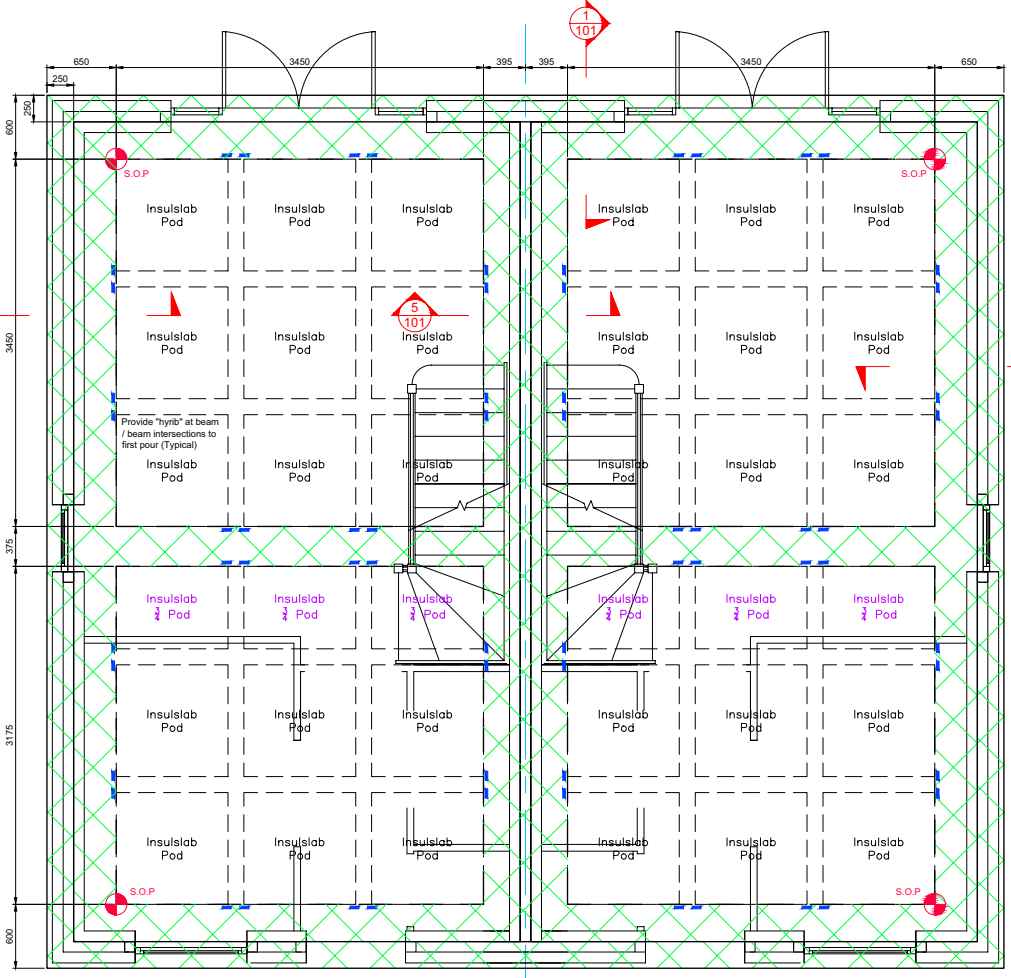 1
101
650
3450
395
395
3450
650
250
250
600
S.O.P
S.O.P
Insulslab
Pod
Insulslab
Pod
Insulslab
Pod
Insulslab
Pod
Insulslab
Pod
Insulslab
Pod
5
101
3450
Insulslab
Pod
Insulslab
Pod
Insulslab
Pod
Insulslab
Pod
Insulslab
Pod
Insulslab
Pod
Provide "hyrib" at beam
/ beam intersections to
first pour (Typical)
Insulslab
Pod
Insulslab
Pod
Insulslab
Pod
Insulslab
Pod
Insulslab
Pod
Insulslab
Pod
375
Insulslab
3/4 Pod
Insulslab
3/4 Pod
Insulslab
3/4 Pod
Insulslab
3/4 Pod
Insulslab
3/4 Pod
Insulslab
3/4 Pod
3175
Insulslab
Pod
Insulslab
Pod
Insulslab
Pod
Insulslab
Pod
Insulslab
Pod
Insulslab
Pod
Insulslab
Pod
Insulslab
Pod
Insulslab
Pod
Insulslab
Pod
Insulslab
Pod
Insulslab
Pod
S.O.P
S.O.P
600